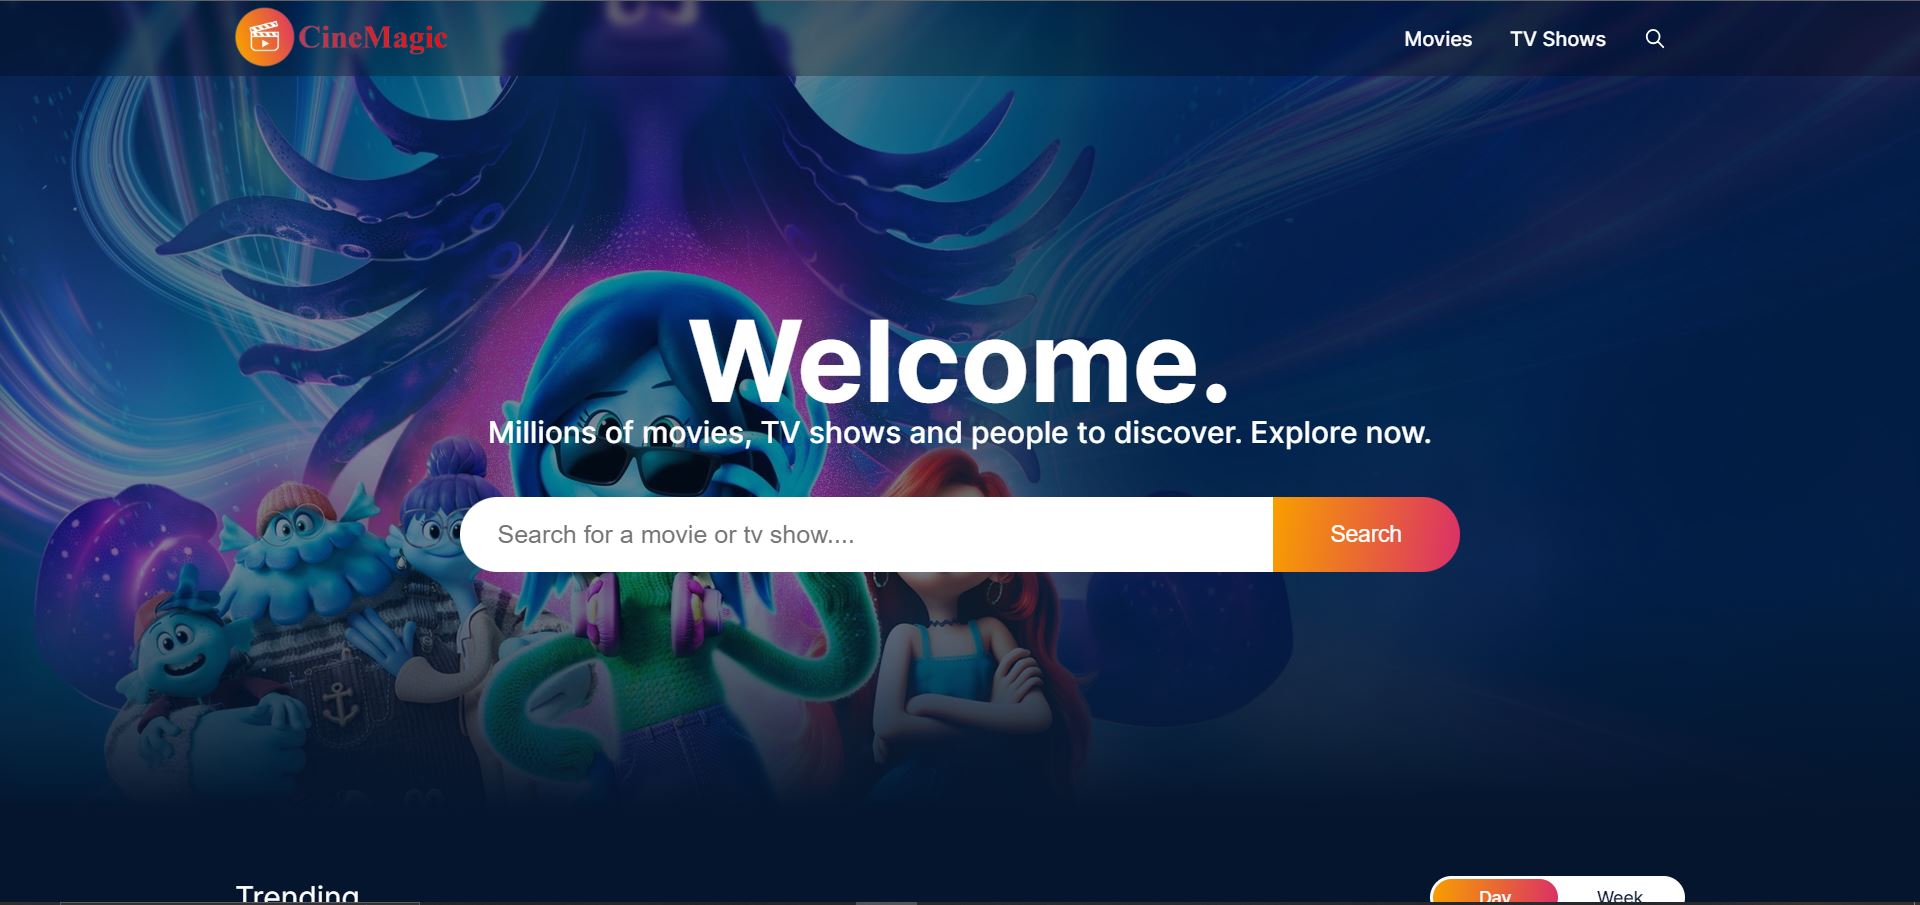 CineMagic
Movies TV Shows
Welcome.
Millions of movies, TV shows and people to discover. Explore now.
Search for a movie or tv show....
Search
Trending
Day Week